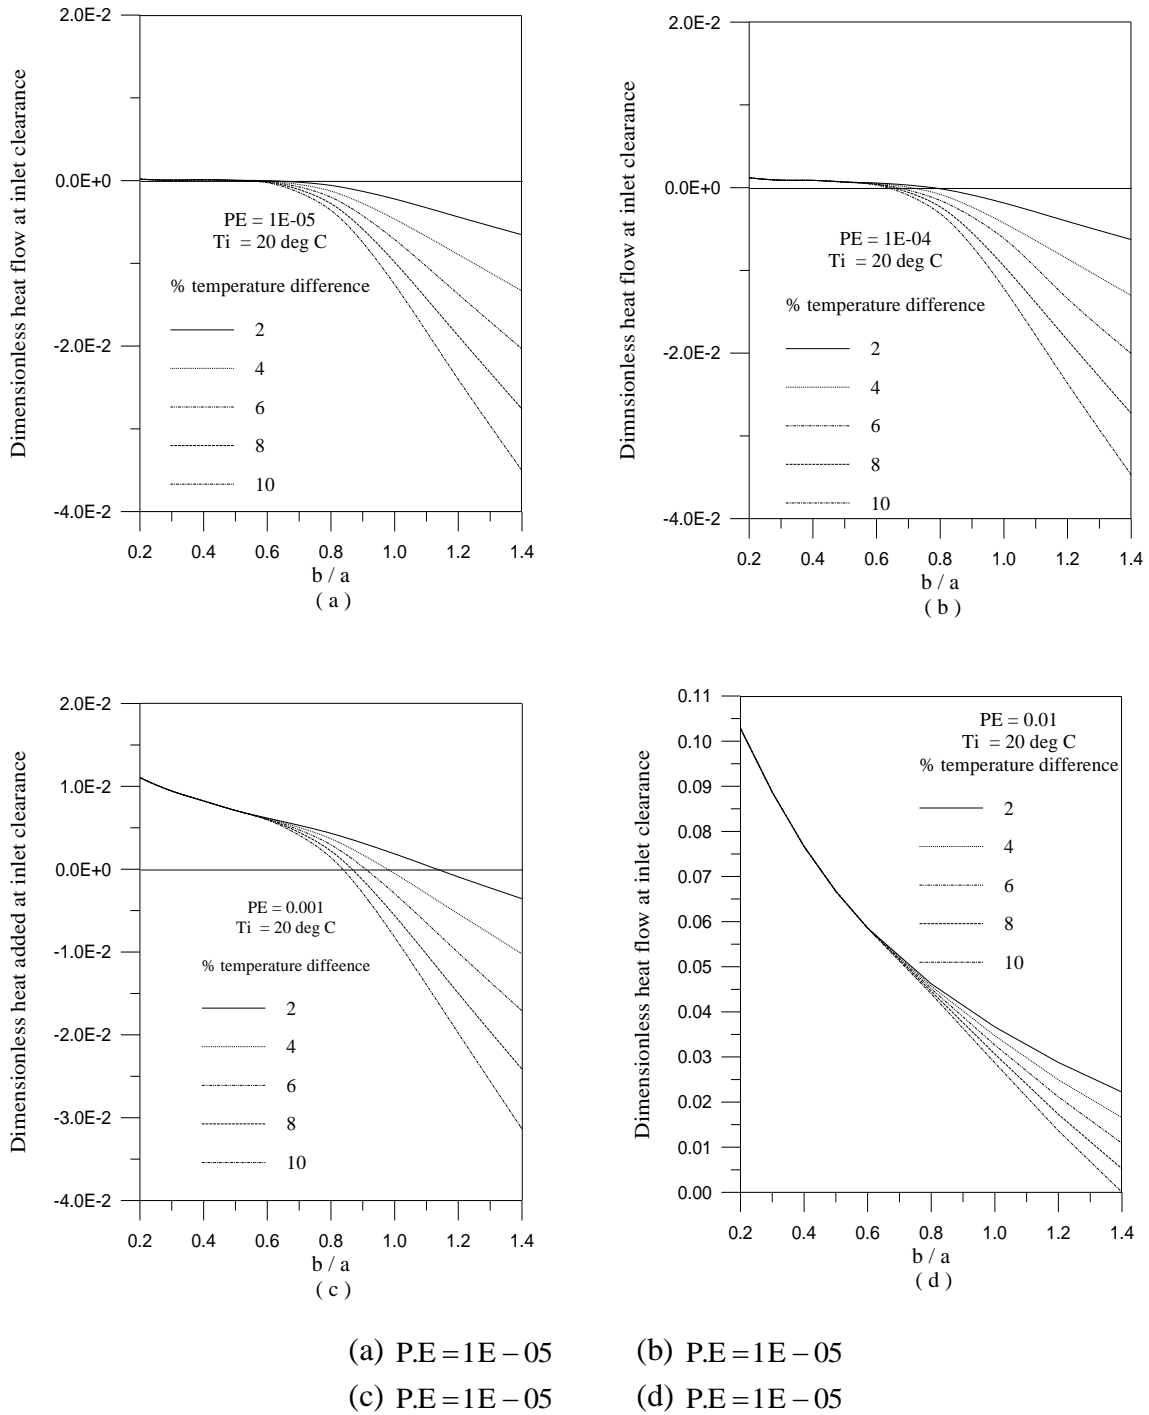 Dimensionless heat flow at inlet clearance
2.0E-2
0.0E+0
-2.0E-2
-4.0E-2
PE = 1E-05
Ti = 20 deg C
% temperature difference
2
4
6
8
10
0.2 0.4 0.6 0.8 1.0 1.2 1.4
b / a
( a )
Dimnsionless heat flow at inlet clearance
2.0E-2
0.0E+0
-2.0E-2
-4.0E-2
PE = 1E-04
Ti = 20 deg C
% temperature difference
2
4
6
8
10
0.2 0.4 0.6 0.8 1.0 1.2 1.4
b / a
( b )
Dimensionless heat added at inlet clearance
2.0E-2
1.0E-2
0.0E+0
-1.0E-2
-2.0E-2
-3.0E-2
-4.0E-2
PE = 0.001
Ti = 20 deg C
% temperature diffeence
2
4
6
8
10
0.2 0.4 0.6 0.8 1.0 1.2 1.4
b / a
( c )
Dimensionless heat flow at inlet clearance
0.11
0.10
0.09
0.08
0.07
0.06
0.05
0.04
0.03
0.02
0.01
0.00
PE = 0.01
Ti = 20 deg C
% temperature difference
2
4
6
8
10
0.2 0.4 0.6 0.8 1.0 1.2 1.4
b / a
( d )
(a) P.E = 1E – 05 (b) P.E = 1E – 05
(c) P.E = 1E – 05 (d) P.E = 1E – 05